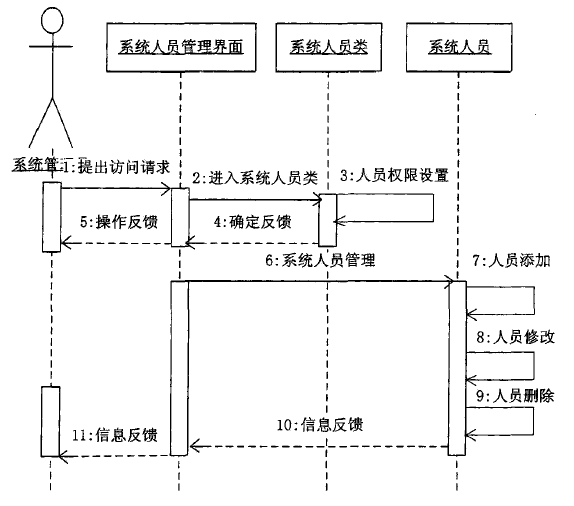 系统人员管理界面
系统人员类
系统人员
系统管
1:提出访问请求
2:进入系统人员类
3:人员权限设置
5:操作反馈
4:确定反馈
6:系统人员管理
7:人员添加
8:人员修改
9:人员删除
10:信息反馈
11:信息反馈